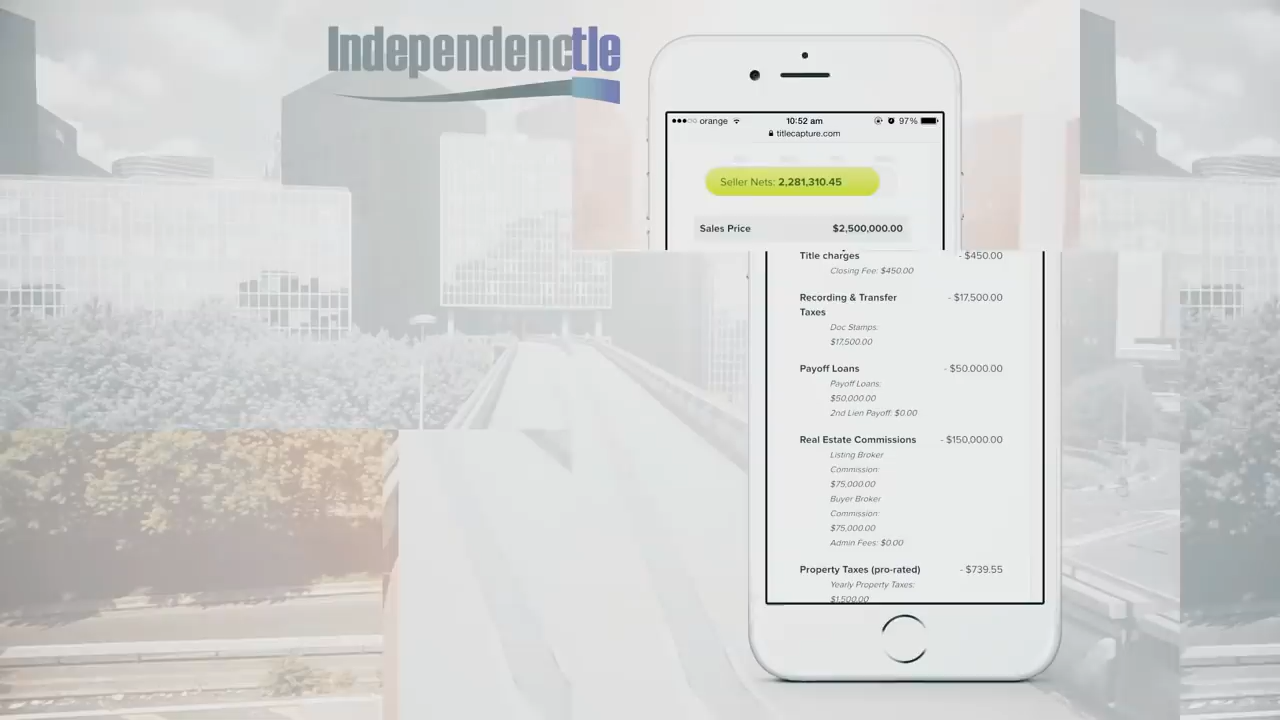 Independenctle
orange 10:52 am 97%
titlecapture.com
Seller Nets: 2,281,310.45
Sales Price $2,500,000.00
Title charges - $450.00
Closing Fee: $450.00
Recording & Transfer - $17,500.00
Taxes
Doc Stamps:
$17,500.00
Payoff Loans - $50,000.00
Payoff Loans:
$50,000.00
2nd Lien Payoff: $0.00
Real Estate Commissions - $150,000.00
Listing Broker
Commission:
$75,000.00
Buyer Broker
Commission:
$75,000.00
Admin Fees: $0.00
Property Taxes (pro-rated) - $739.55
Yearly Property Taxes:
$1,500.00